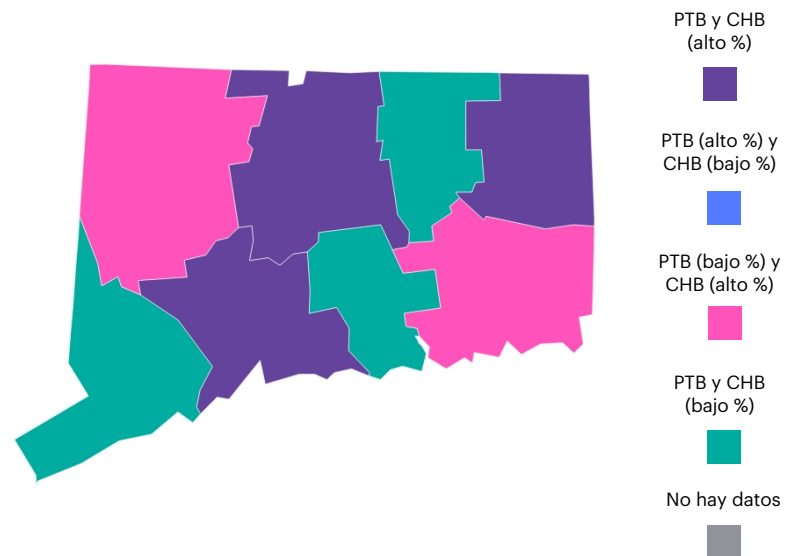 PTB y CHB
(alto %)
PTB (alto %) y
CHB (bajo %)
PTB (bajo %) y
CHB (alto %)
PTB y CHB
(bajo %)
No hay datos